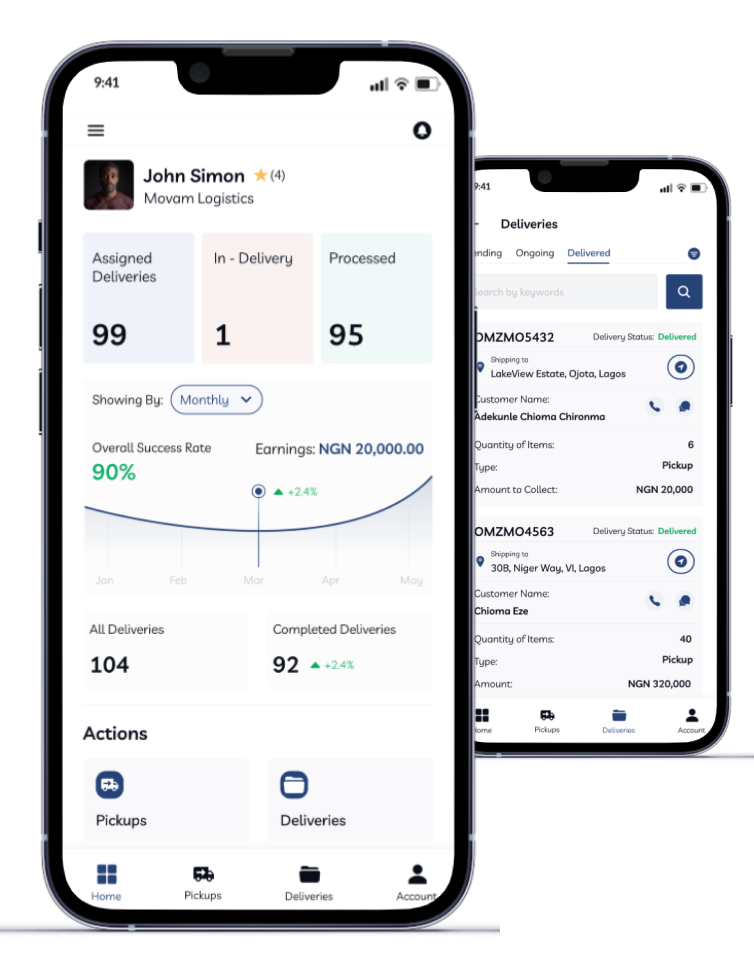 9:41
John Simon (4)
Movam Logistics
Assigned
Deliveries
99
In - Delivery
1
Processed
95
Showing By: Monthly
Overall Success Rate
90%
Earnings: NGN 20,000.00
+2.4%
Jan Feb Mar Apr May
All Deliveries
104
Completed Deliveries
92 +2.4%
Actions
Pickups
Deliveries
Home Pickups Deliveries Account
9:41
Deliveries
ending Ongoing Delivered
Search by keywords
OMZMO5432 Delivery Status: Delivered
Shipping to
LakeView Estate, Ojota, Lagos
Customer Name:
Adekunle Chioma Chironma
Quantity of Items: 6
Type: Pickup
Amount to Collect: NGN 20,000
OMZMO4563 Delivery Status: Delivered
Shipping to
30B, Niger Way, VI, Lagos
Customer Name:
Chioma Eze
Quantity of Items: 40
Type: Pickup
Amount: NGN 320,000
Home Pickups Deliveries Account